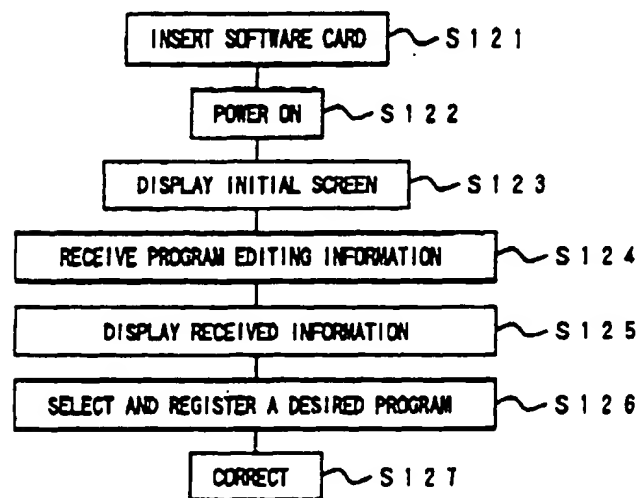 INSERT SOFTWARE CARD S121
POWER ON S122
DISPLAY INITIAL SCREEN S123
RECEIVE PROGRAM EDITING INFORMATION S124
DISPLAY RECEIVED INFORMATION S125
SELECT AND REGISTER A DESIRED PROGRAM S126
CORRECT S127